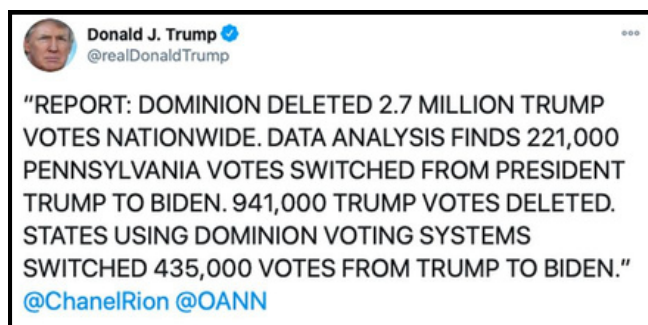 Donald J. Trump
@realDonaldTrump
“REPORT: DOMINION DELETED 2.7 MILLION TRUMP
VOTES NATIONWIDE. DATA ANALYSIS FINDS 221,000
PENNSYLVANIA VOTES SWITCHED FROM PRESIDENT
TRUMP TO BIDEN. 941,000 TRUMP VOTES DELETED.
STATES USING DOMINION VOTING SYSTEMS
SWITCHED 435,000 VOTES FROM TRUMP TO BIDEN.”
@ChanelRion @OANN